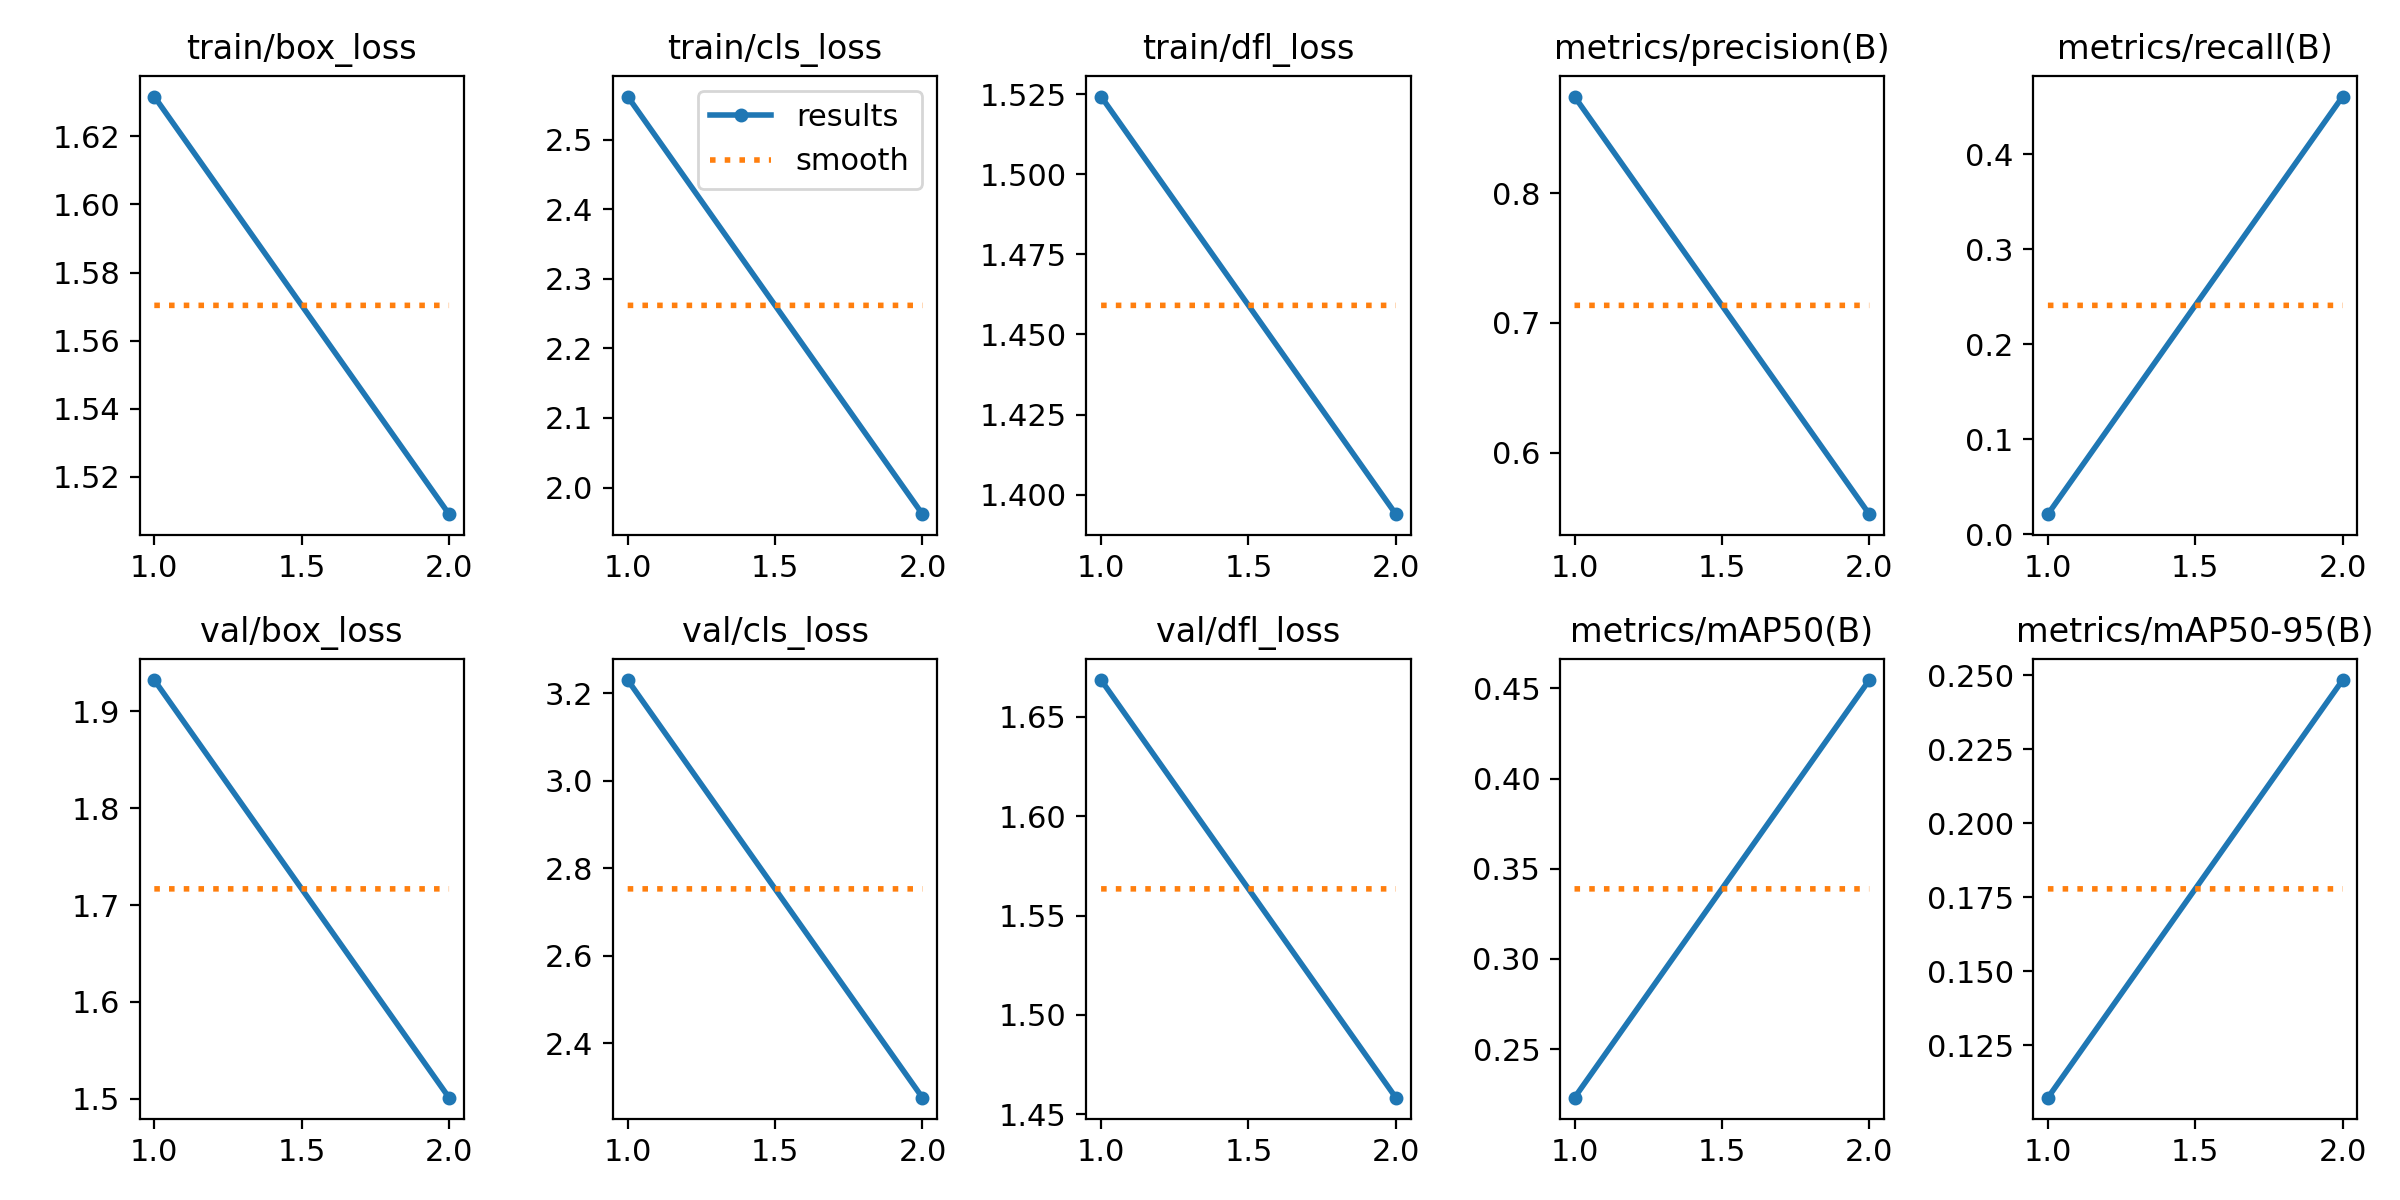 train/box_loss
1.62
1.60
1.58
1.56
1.54
1.52
1.0 1.5 2.0
train/cls_loss
results
smooth
2.5
2.4
2.3
2.2
2.1
2.0
1.0 1.5 2.0
train/dfl_loss
1.525
1.500
1.475
1.450
1.425
1.400
1.0 1.5 2.0
metrics/precision(B)
0.8
0.7
0.6
1.0 1.5 2.0
metrics/recall(B)
0.4
0.3
0.2
0.1
0.0
1.0 1.5 2.0
val/box_loss
1.9
1.8
1.7
1.6
1.5
1.0 1.5 2.0
val/cls_loss
3.2
3.0
2.8
2.6
2.4
1.0 1.5 2.0
val/dfl_loss
1.65
1.60
1.55
1.50
1.45
1.0 1.5 2.0
metrics/mAP50(B)
0.45
0.40
0.35
0.30
0.25
1.0 1.5 2.0
metrics/mAP50-95(B)
0.250
0.225
0.200
0.175
0.150
0.125
1.0 1.5 2.0